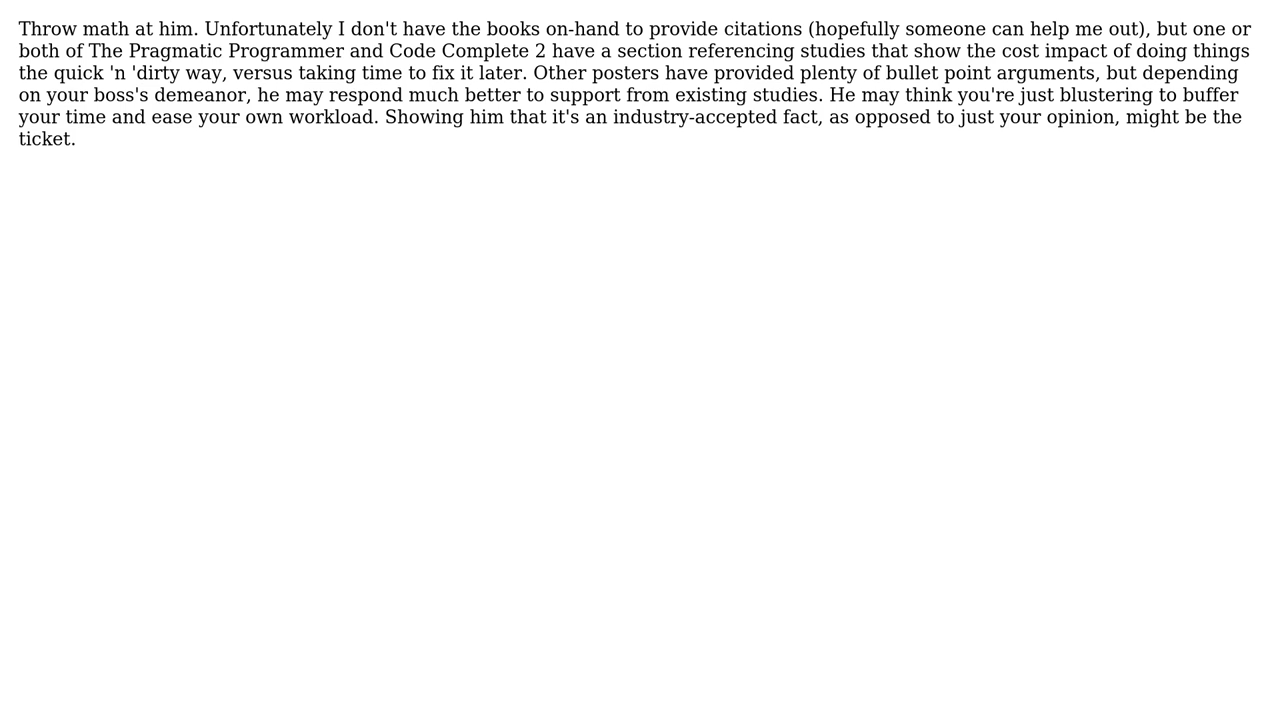 Throw math at him. Unfortunately I don't have the books on-hand to provide citations (hopefully someone can help me out), but one or
both of The Pragmatic Programmer and Code Complete 2 have a section referencing studies that show the cost impact of doing things
the quick 'n 'dirty way, versus taking time to fix it later. Other posters have provided plenty of bullet point arguments, but depending
on your boss's demeanor, he may respond much better to support from existing studies. He may think you're just blustering to buffer
your time and ease your own workload. Showing him that it's an industry-accepted fact, as opposed to just your opinion, might be the
ticket.